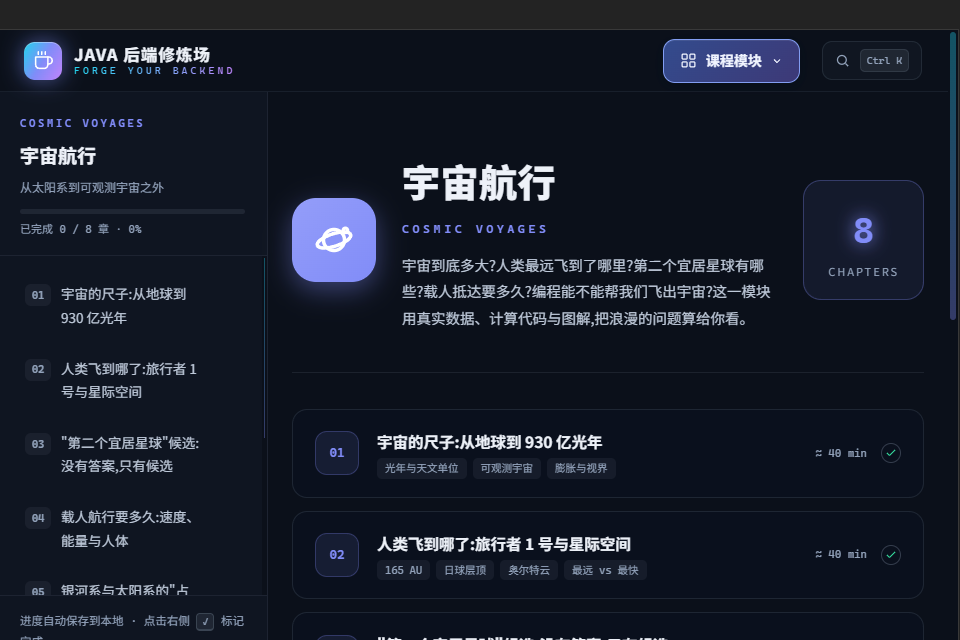 JAVA 后端修炼场
FORGE YOUR BACKEND
课程模块
Ctrl K
COSMIC VOYAGES
宇宙航行
从太阳系到可观测宇宙之外
已完成 0 / 8 章 · 0%
01 宇宙的尺子:从地球到
930 亿光年
02 人类飞到哪了:旅行者 1
号与星际空间
03 "第二个宜居星球"候选:
没有答案,只有候选
04 载人航行要多久:速度、
能量与人体
05 银河系与太阳系的"占
进度自动保存到本地 · 点击右侧 ✓ 标记
宇宙航行
COSMIC VOYAGES
宇宙到底多大?人类最远飞到了哪里?第二个宜居星球有哪
些?载人抵达要多久?编程能不能帮我们飞出宇宙?这一模块
用真实数据、计算代码与图解,把浪漫的问题算给你看。
8
CHAPTERS
01
宇宙的尺子:从地球到 930 亿光年
光年与天文单位 可观测宇宙 膨胀与视界
≈ 40 min
02
人类飞到哪了:旅行者 1 号与星际空间
165 AU 日球层顶 奥尔特云 最远 vs 最快
≈ 40 min